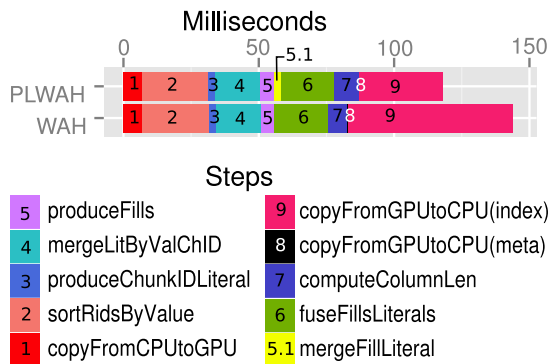 Milliseconds
0 50 100 150
5.1
PLWAH 1 2 3 4 5 6 7 8 9
WAH 1 2 3 4 5 6 7 8 9
Steps
5 produceFills 9 copyFromGPUtoCPU(index)
4 mergeLitByValChID 8 copyFromGPUtoCPU(meta)
3 produceChunkIDLiteral 7 computeColumnLen
2 sortRidsByValue 6 fuseFillsLiterals
1 copyFromCPUtoGPU 5.1 mergeFillLiteral